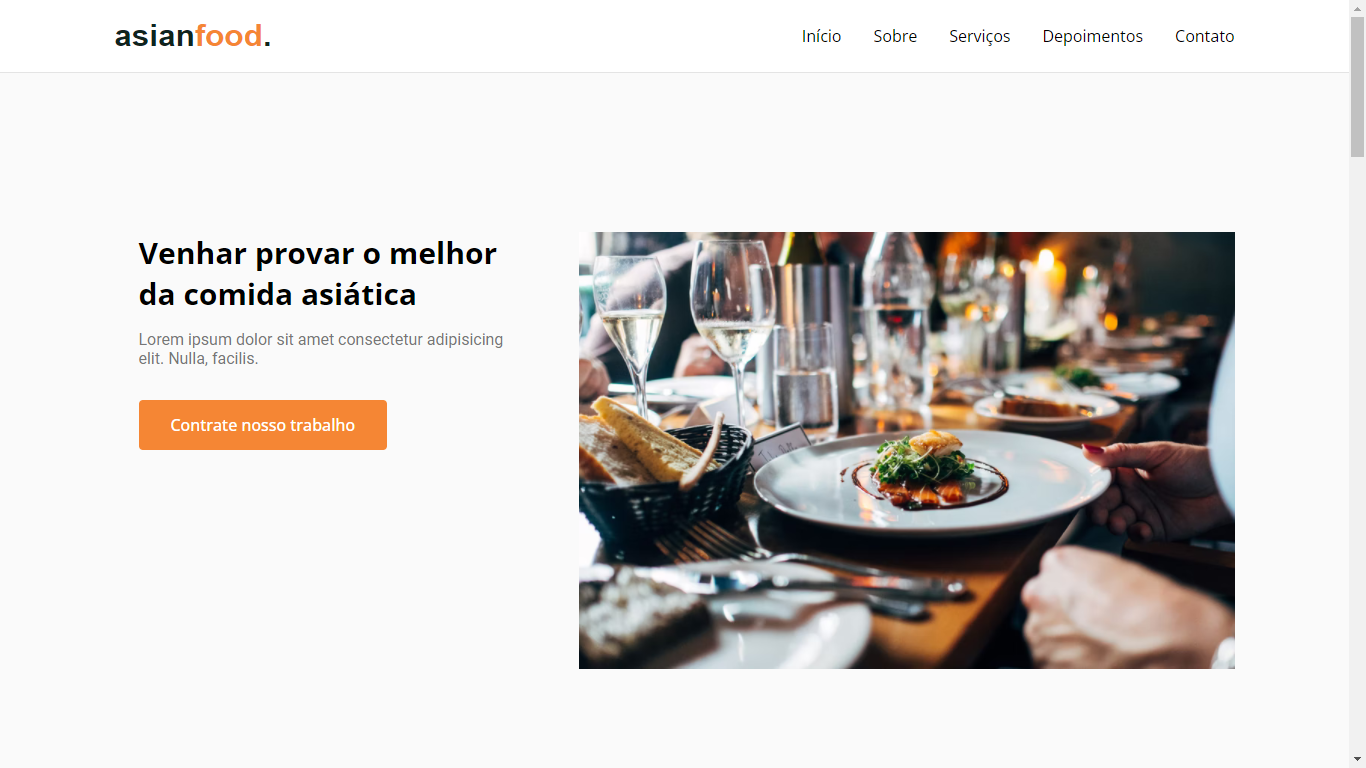 asianfood.
Início Sobre Serviços Depoimentos Contato
Venhar provar o melhor
da comida asiática
Lorem ipsum dolor sit amet consectetur adipisicing
elit. Nulla, facilis.
Contrate nosso trabalho